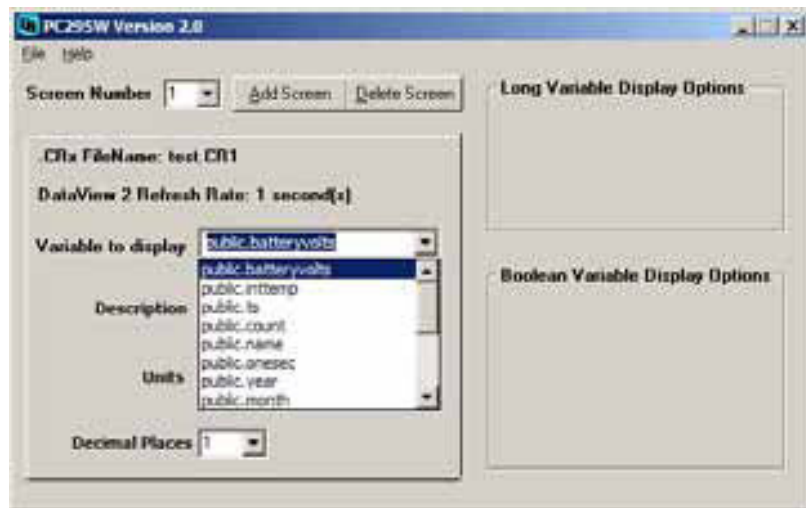 PC295W Version 2.0
File Help
Screen Number 1 Add Screen Delete Screen
.CRx FileName: test CR1
DataView 2 Refresh Rate: 1 second(s)
Variable to display public.batteryvolts
public.batteryvolts
public.inttemp
public.ts
public.count
public.name
public.onesec
public.year
public.month
Description
Units
Decimal Places 1
Long Variable Display Options
Boolean Variable Display Options